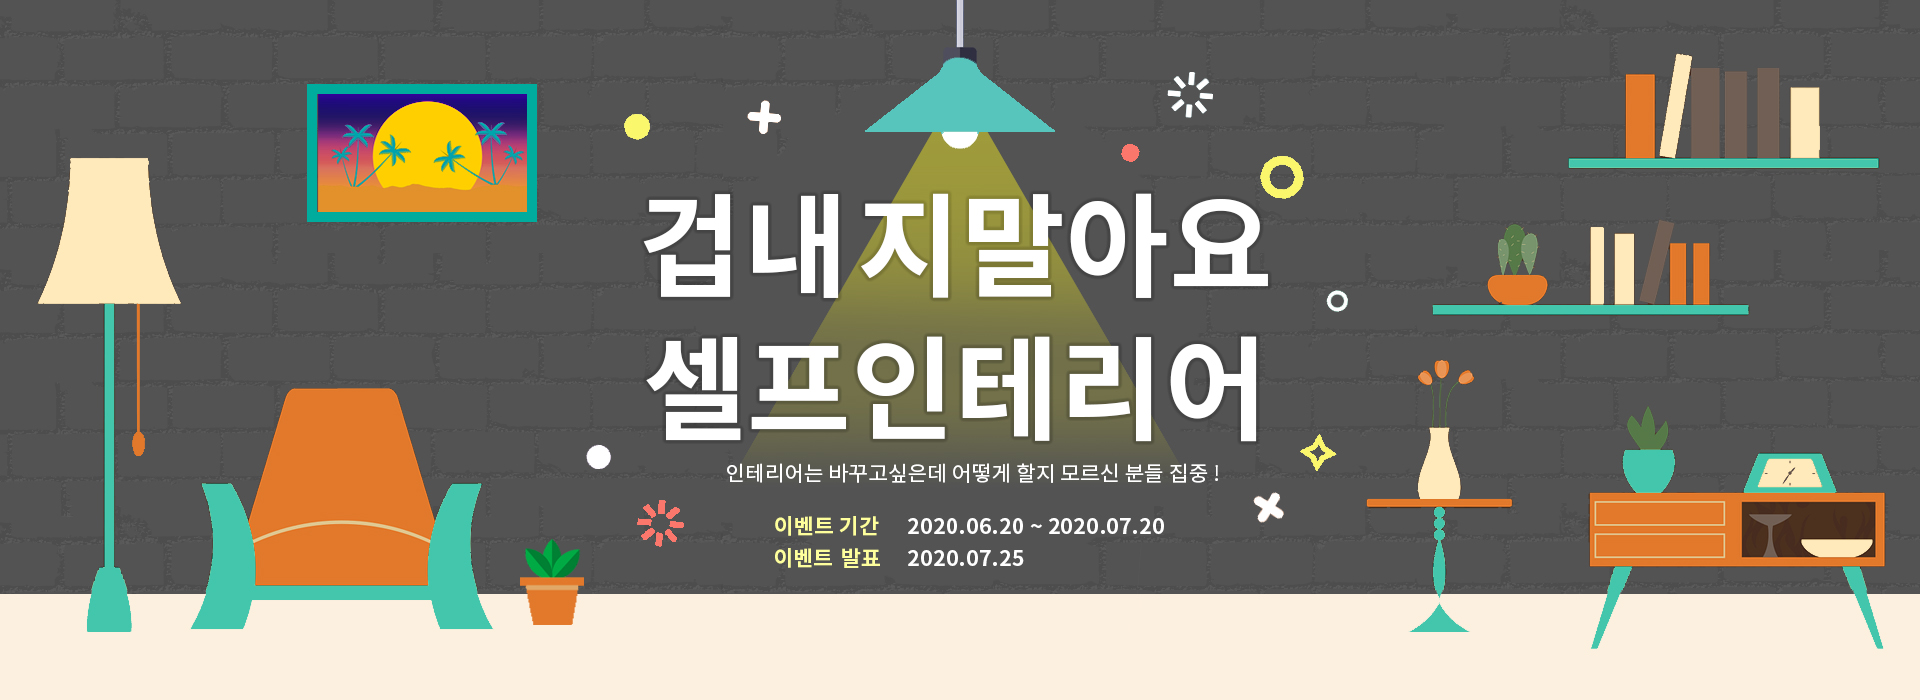 겁내지말아요
셀프인테리어
인테리어는 바꾸고싶은데 어떻게 할지 모르신 분들 집중 !
이벤트 기간 2020.06.20 ~ 2020.07.20
이벤트 발표 2020.07.25